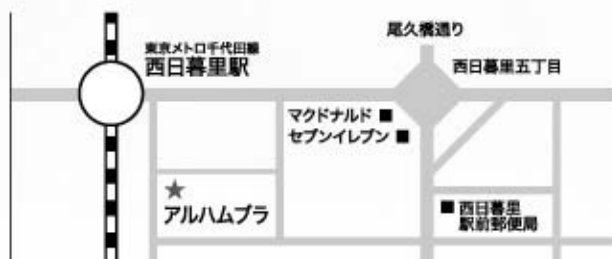 東京メトロ千代田線
西日暮里駅
尾久橋通り
西日暮里五丁目
マクドナルド ■
セブンイレブン ■
★
アルハムブラ
■ 西日暮里
駅前郵便局